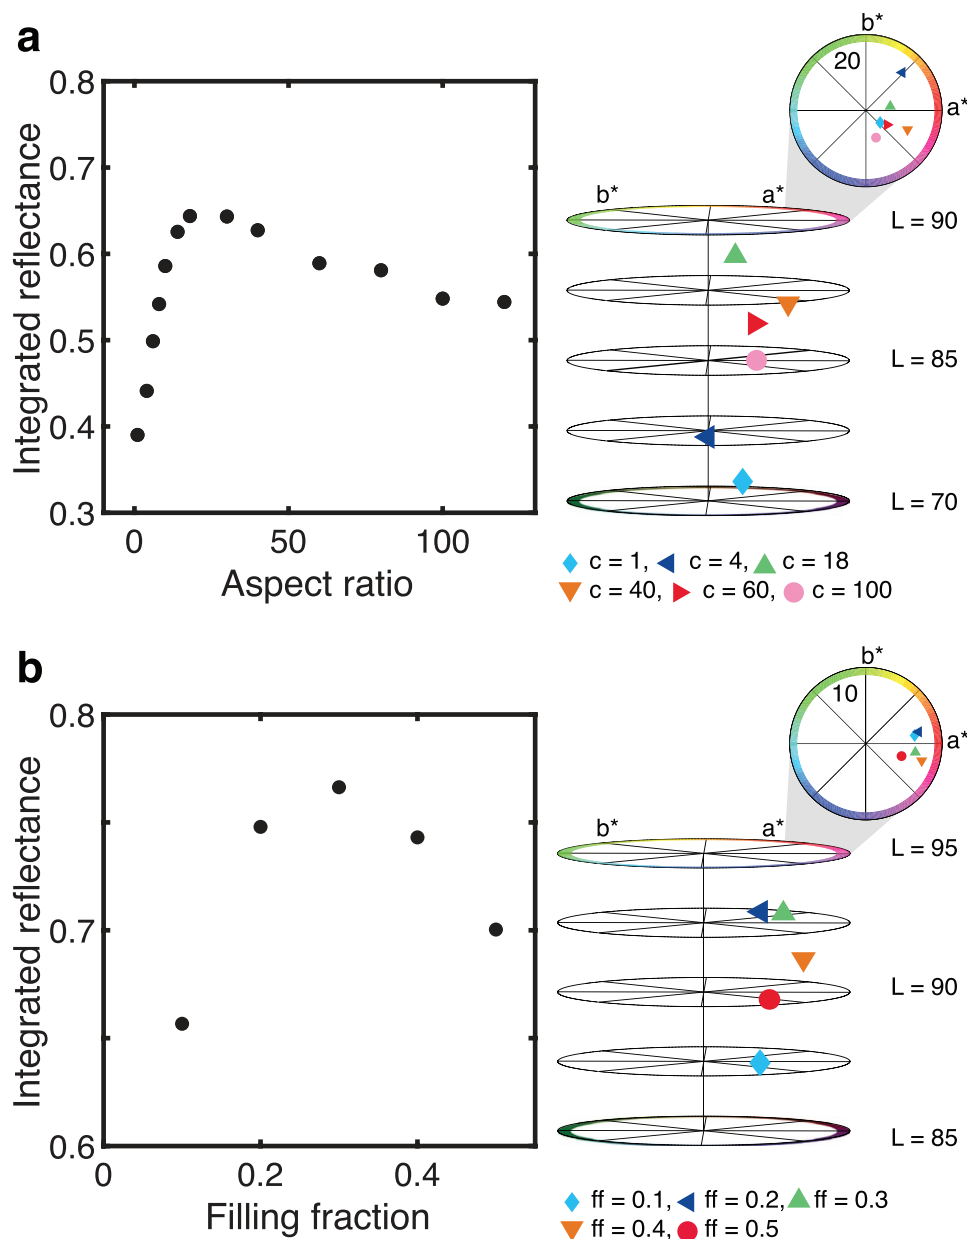 a
b*
20
a*
0.8
0.7
0.6
0.5
0.4
0.3
Integrated reflectance
0 50 100
Aspect ratio
b* a*
L = 90
L = 85
L = 70
c = 1, c = 4, c = 18
c = 40, c = 60, c = 100
b
b*
10
a*
0.8
0.7
0.6
Integrated reflectance
0 0.2 0.4
Filling fraction
b* a*
L = 95
L = 90
L = 85
ff = 0.1, ff = 0.2, ff = 0.3
ff = 0.4, ff = 0.5